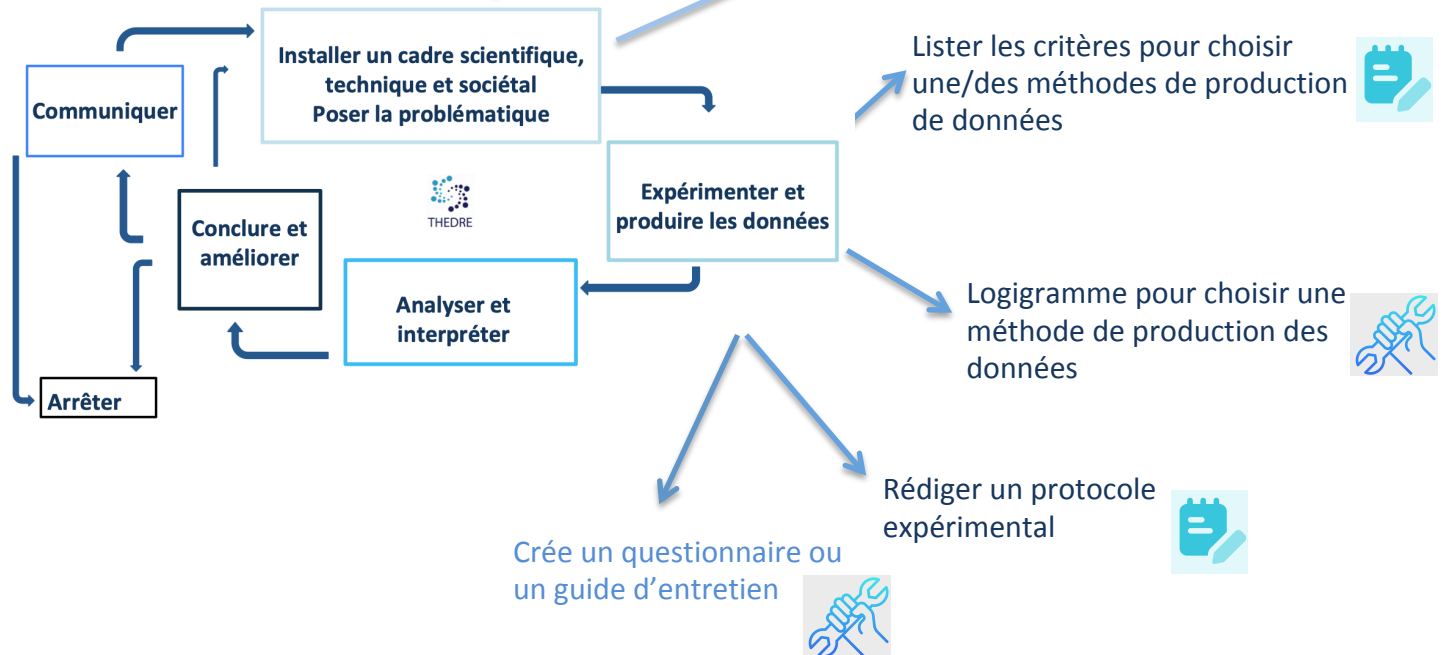 Installer un cadre scientifique,
technique et sociétal
Poser la problématique
Communiquer
Expérimenter et
produire les données
THEDRE
Conclure et
améliorer
Analyser et
interpréter
Arrêter
Lister les critères pour choisir
une/des méthodes de production
de données
Logigramme pour choisir une
méthode de production des
données
Rédiger un protocole
expérimental
Crée un questionnaire ou
un guide d’entretien